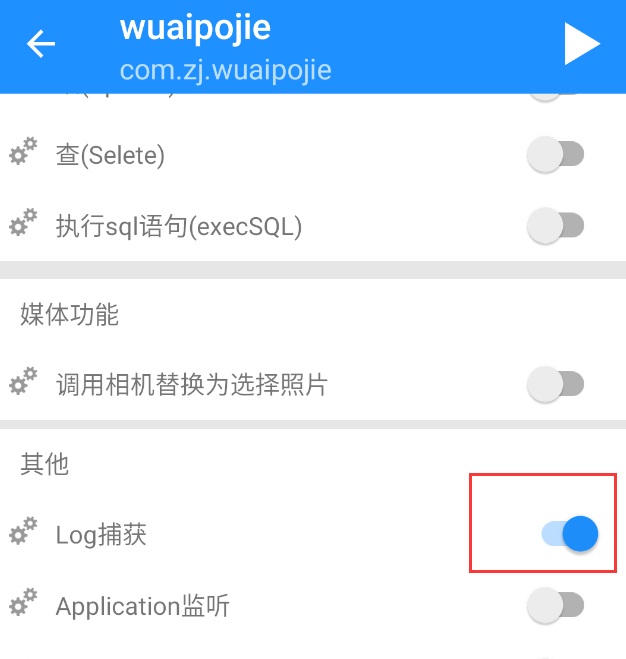 wuaipojie
com.zj.wuaipojie
查(Selete)
执行sql语句(execSQL)
媒体功能
调用相机替换为选择照片
其他
Log捕获
Application监听